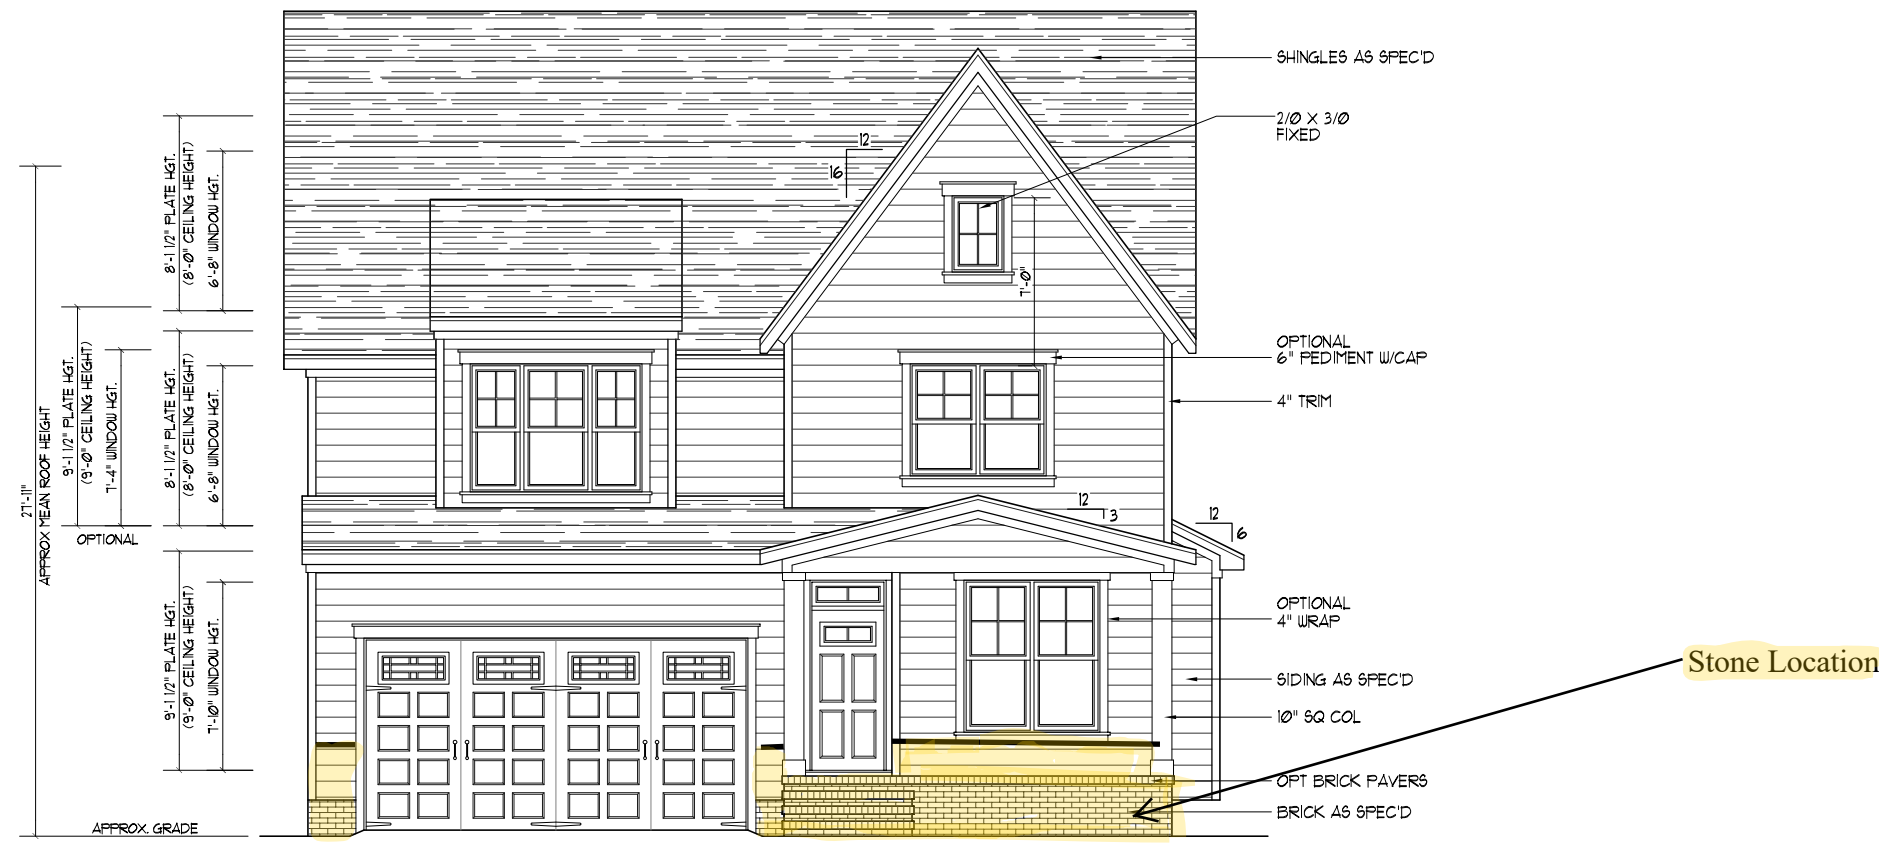 SHINGLES AS SPEC'D
2/0 X 3/0
FIXED
12
16
8'-1 1/2" PLATE HGT.
(8'-0" CEILING HEIGHT)
6'-8" WINDOW HGT.
7'-0"
OPTIONAL
6" PEDIMENT W/CAP
4" TRIM
27'-11"
APPROX MEAN ROOF HEIGHT
9'-1 1/2" PLATE HGT.
(9'-0" CEILING HEIGHT)
7'-4" WINDOW HGT.
OPTIONAL
8'-1 1/2" PLATE HGT.
(8'-0" CEILING HEIGHT)
6'-8" WINDOW HGT.
12
3
12
6
9'-1 1/2" PLATE HGT.
(9'-0" CEILING HEIGHT)
7'-10" WINDOW HGT.
OPTIONAL
4" WRAP
Stone Location
SIDING AS SPEC'D
10" SQ COL
OPT BRICK PAVERS
BRICK AS SPEC'D
APPROX. GRADE